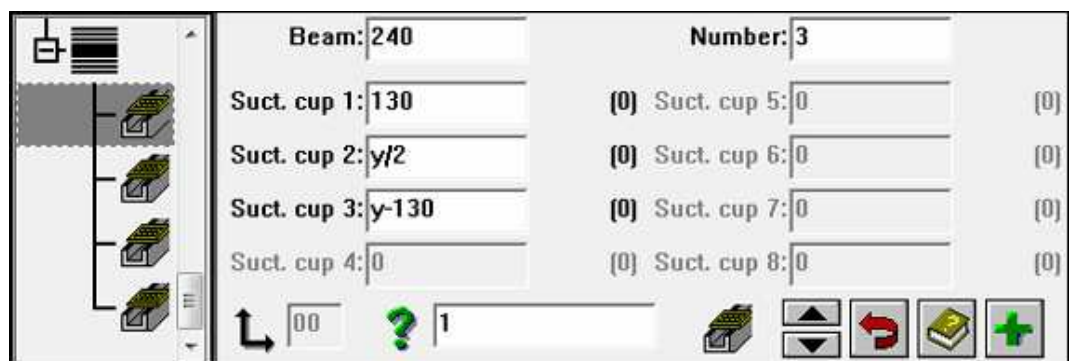 Beam: 240 Number: 3
Suct. cup 1: 130 (0) Suct. cup 5: 0 (0)
Suct. cup 2: y/2 (0) Suct. cup 6: 0 (0)
Suct. cup 3: y-130 (0) Suct. cup 7: 0 (0)
Suct. cup 4: 0 (0) Suct. cup 8: 0 (0)
00 ? 1 ?